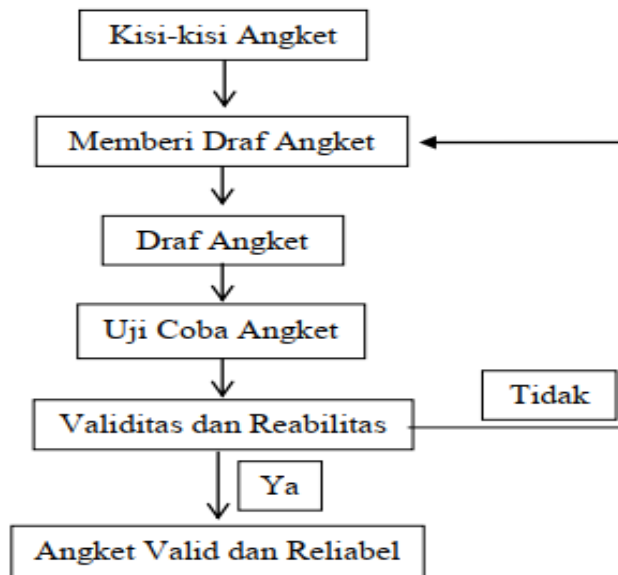 Kisi-kisi Angket
Memberi Draf Angket
Draf Angket
Uji Coba Angket
Tidak
Validitas dan Reabilitas
Ya
Angket Valid dan Reliabel